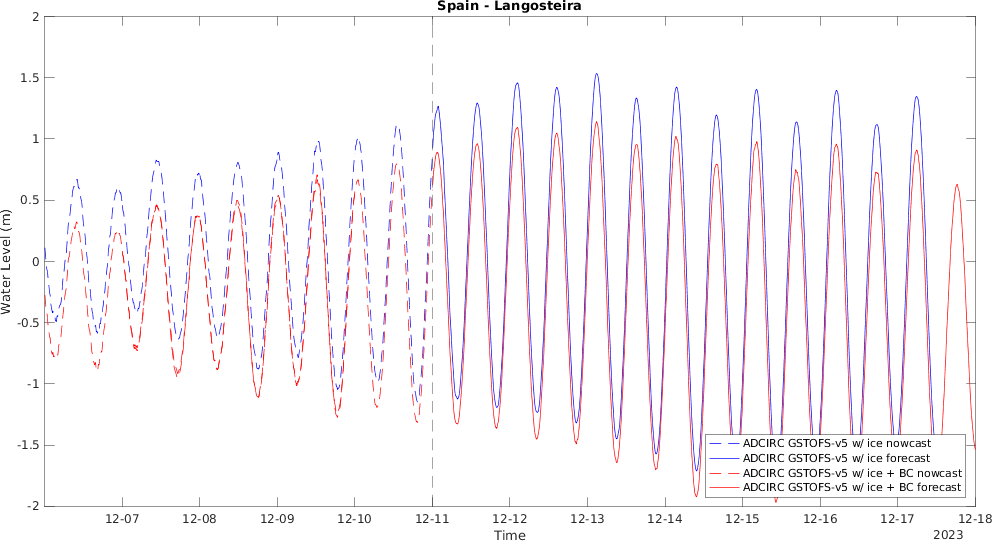 Spain - Langosteira
2
1.5
1
0.5
0
-0.5
-1
-1.5
-2
Water Level (m)
ADCIRC GSTOFS-v5 w/ ice nowcast
ADCIRC GSTOFS-v5 w/ ice forecast
ADCIRC GSTOFS-v5 w/ ice + BC nowcast
ADCIRC GSTOFS-v5 w/ ice + BC forecast
12-07 12-08 12-09 12-10 12-11 12-12 12-13 12-14 12-15 12-16 12-17 12-18
Time
2023